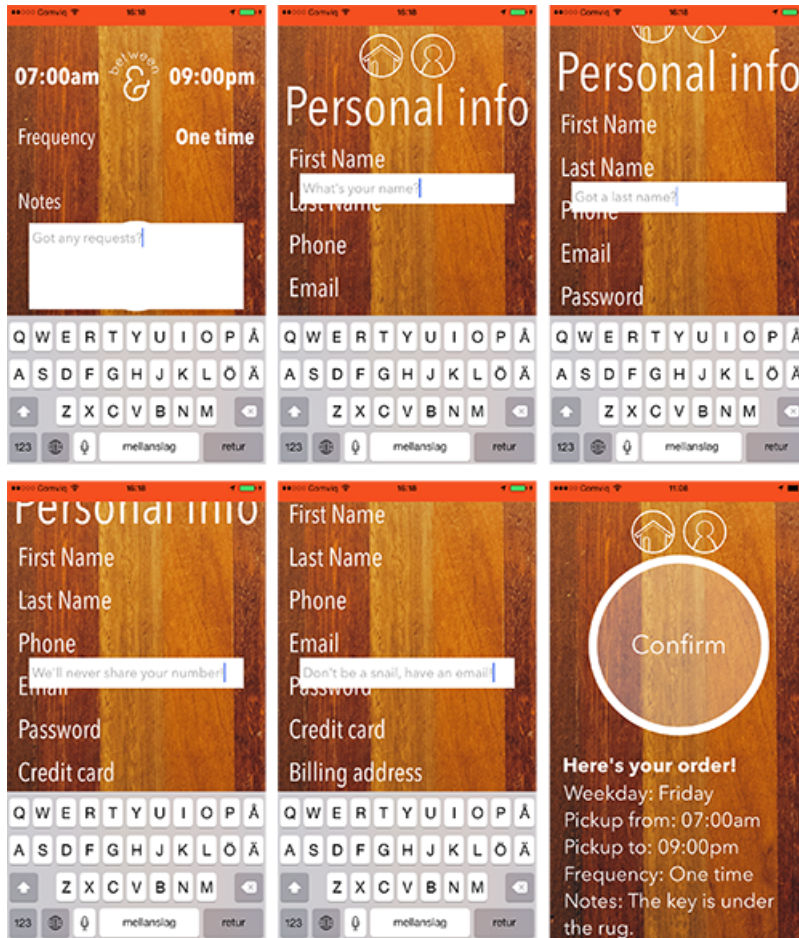 Comviq 16:18
07:00am between & 09:00pm
Frequency One time
Notes
Got any requests?
Q W E R T Y U I O P Å
A S D F G H J K L Ö Ä
Z X C V B N M
123 mellanslag retur
Comviq 16:18
Personal info
First Name
What's your name?
Last Name
Phone
Email
Q W E R T Y U I O P Å
A S D F G H J K L Ö Ä
Z X C V B N M
123 mellanslag retur
Comviq 16:18
Personal info
First Name
Last Name
Got a last name?
Phone
Email
Password
Q W E R T Y U I O P Å
A S D F G H J K L Ö Ä
Z X C V B N M
123 mellanslag retur
Comviq 16:18
Personal info
First Name
Last Name
Phone
We'll never share your number!
Email
Password
Credit card
Q W E R T Y U I O P Å
A S D F G H J K L Ö Ä
Z X C V B N M
123 mellanslag retur
Comviq 16:18
First Name
Last Name
Phone
Email
Don't be a snail, have an email!
Password
Credit card
Billing address
Q W E R T Y U I O P Å
A S D F G H J K L Ö Ä
Z X C V B N M
123 mellanslag retur
Comviq 11:08
Confirm
Here's your order!
Weekday: Friday
Pickup from: 07:00am
Pickup to: 09:00pm
Frequency: One time
Notes: The key is under
the rug.